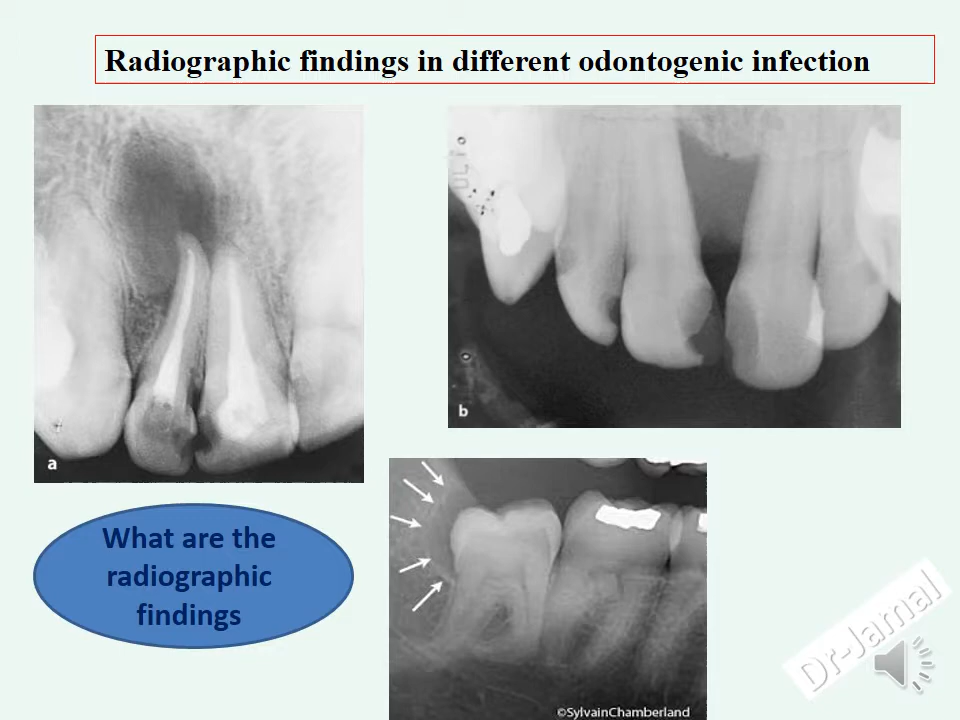 Radiographic findings in different odontogenic infection
a
b
What are the
radiographic
findings
©SylvainChamberland
Dr-Jamal